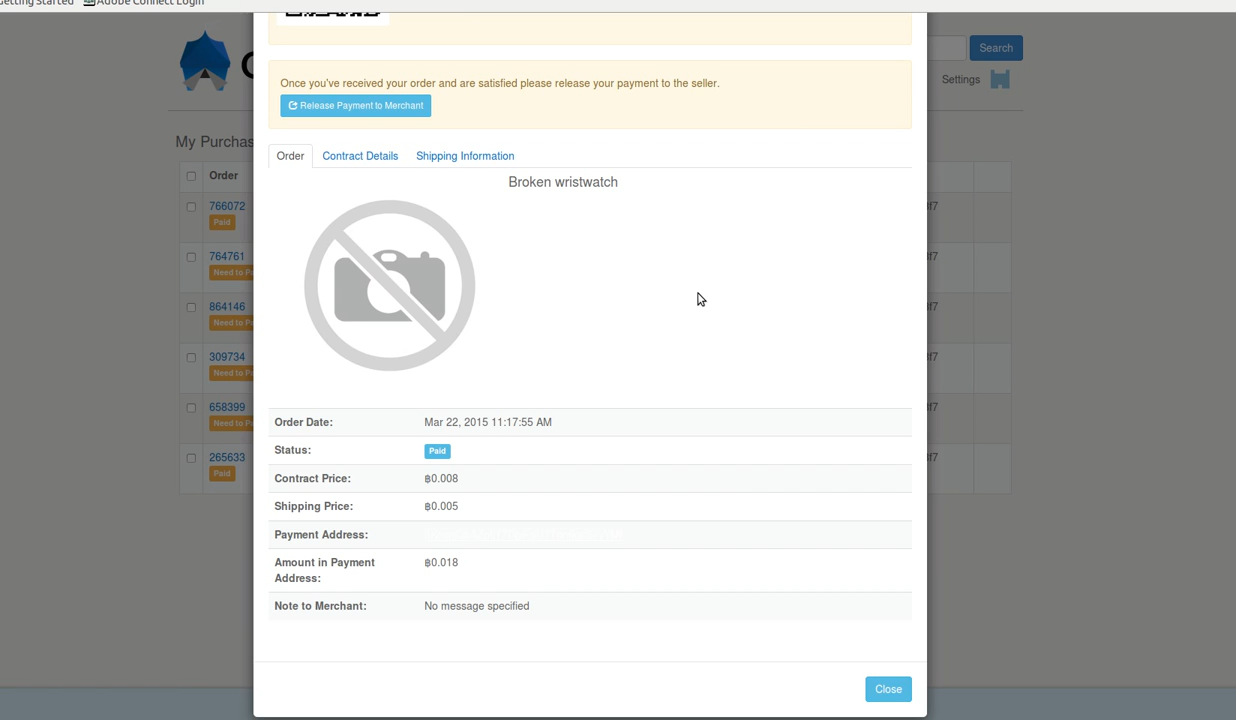 Getting Started Adobe Connect Login
Search
Settings
Once you've received your order and are satisfied please release your payment to the seller.
Release Payment to Merchant
Order Contract Details Shipping Information
My Purchas
Order
Broken wristwatch
766072
Paid
764761
Need to Pa
864146
Need to Pa
309734
Need to Pa
658399
Need to Pa
265633
Paid
Order Date: Mar 22, 2015 11:17:55 AM
Status: Paid
Contract Price: ฿0.008
Shipping Price: ฿0.005
Payment Address:
Amount in Payment
Address: ฿0.018
Note to Merchant: No message specified
Close